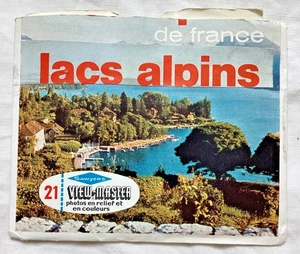 de france
lacs alpins
SAWYER'S
21 VIEW-MASTER
photos en relief et
en couleurs